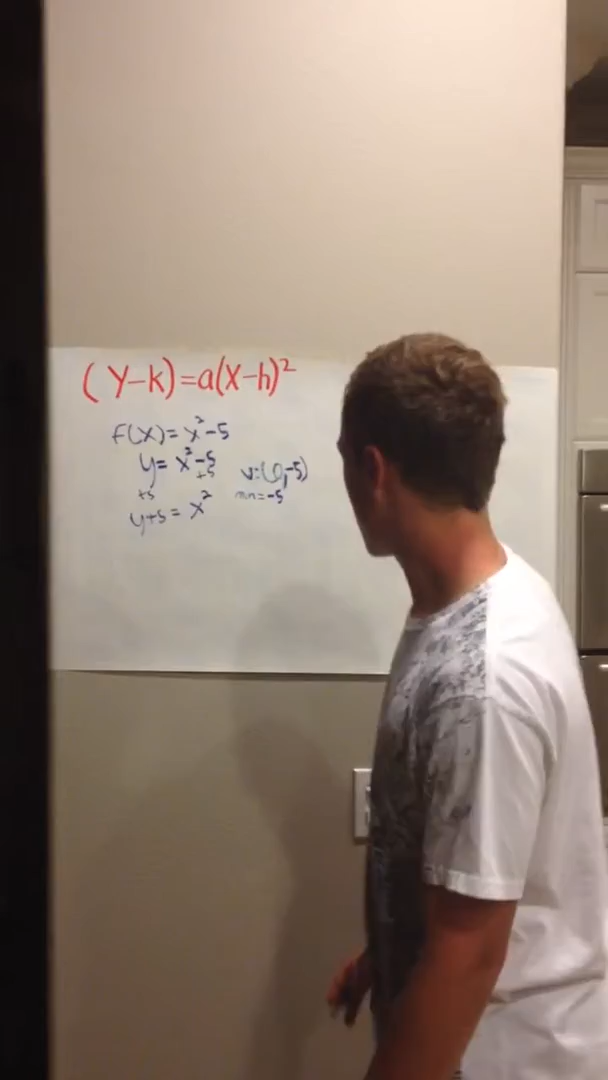 (Y-k)=a(X-h)²
f(X)=x²-5
y=x²-5
+5 +5
y+5=x²
v:(0,-5)
min=-5